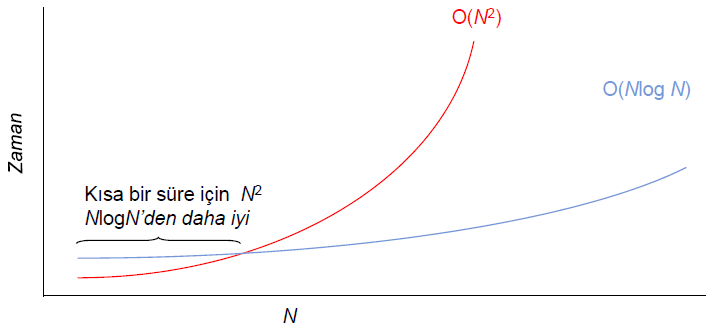 O(N²)
O(Nlog N)
Zaman
Kısa bir süre için N²
NlogN’den daha iyi
N